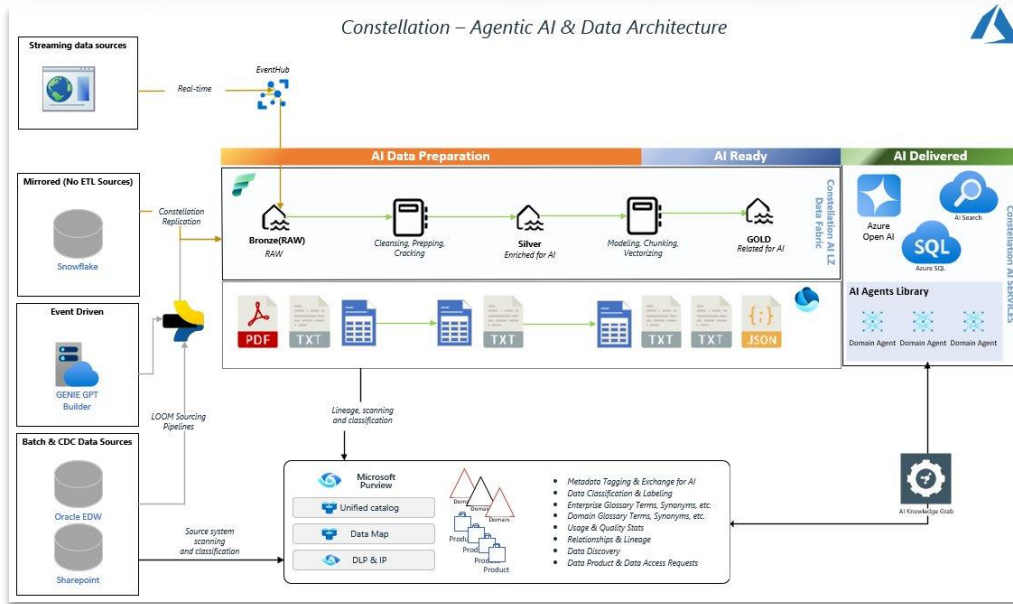 Constellation – Agentic AI & Data Architecture
Streaming data sources
Real-time
EventHub
AI Data Preparation
AI Ready
AI Delivered
Mirrored (No ETL Sources)
Snowflake
Constellation
Replication
Bronze(RAW)
RAW
Cleansing, Prepping,
Cracking
Silver
Enriched for AI
Modeling, Chunking,
Vectorizing
GOLD
Related for AI
Constellation AI LZ
Data Fabric
Azure
Open AI
AI Search
SQL
Azure SQL
Constellation AI SERVICES
AI Agents Library
Domain Agent
Domain Agent
Domain Agent
PDF
TXT
TXT
TXT
TXT
{;}
JSON
Event Driven
GENIE GPT
Builder
LOOM Sourcing
Pipelines
Batch & CDC Data Sources
Oracle EDW
Sharepoint
Source system
scanning
and classification
Lineage, scanning
and classification
Microsoft
Purview
Unified catalog
Data Map
DLP & IP
Domain
Product
Product
• Metadata Tagging & Exchange for AI
• Data Classification & Labeling
• Enterprise Glossary Terms, Synonyms, etc.
• Domain Glossary Terms, Synonyms, etc.
• Usage & Quality Stats
• Relationships & Lineage
• Data Discovery
• Data Product & Data Access Requests
AI Knowledge Grab